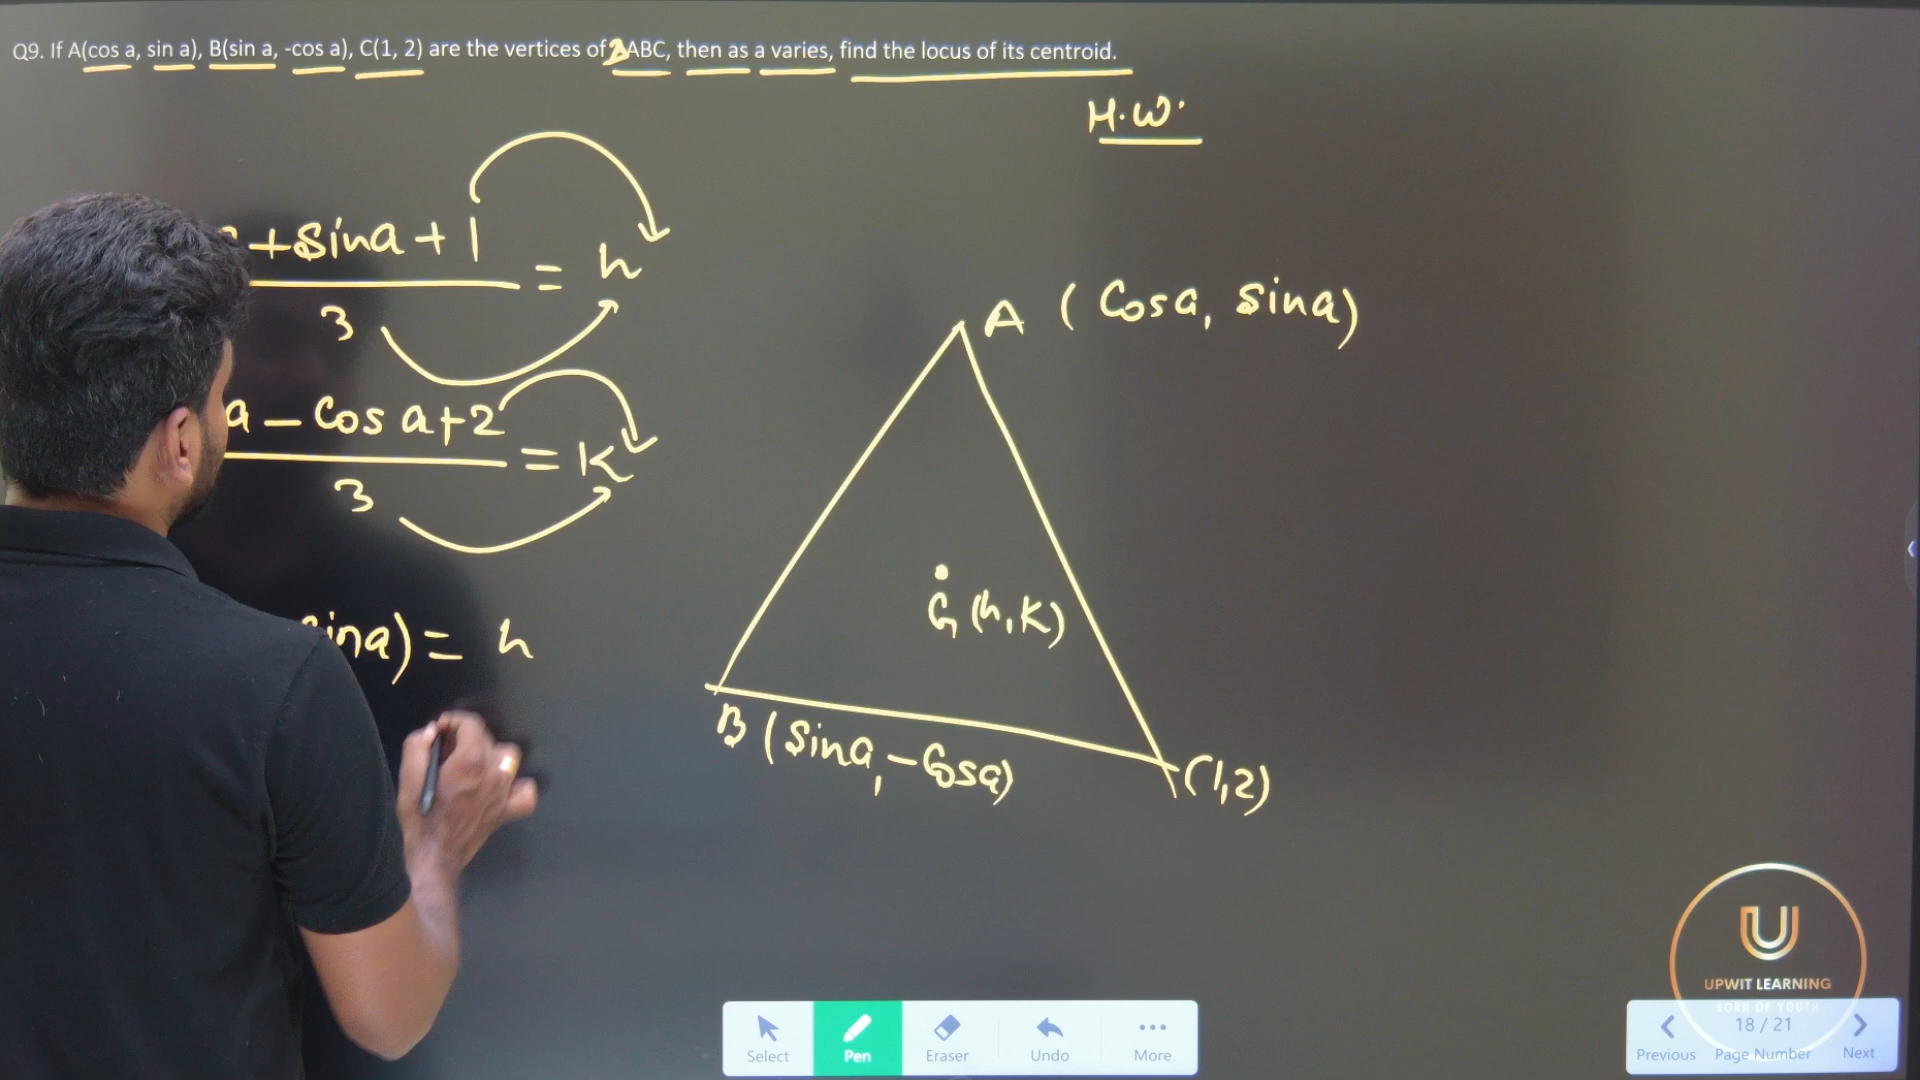 Q9. If A(cos a, sin a), B(sin a, -cos a), C(1, 2) are the vertices of ABC, then as a varies, find the locus of its centroid.
H.W.
+ sina + 1
= h
3
a - cos a + 2
= k
3
ina) = h
A ( Cosa, sina)
G (h, k)
B (sina, -Cosa)
(1,2)
UPWIT LEARNING
18 / 21
Select Pen Eraser Undo More
Previous Page Number Next